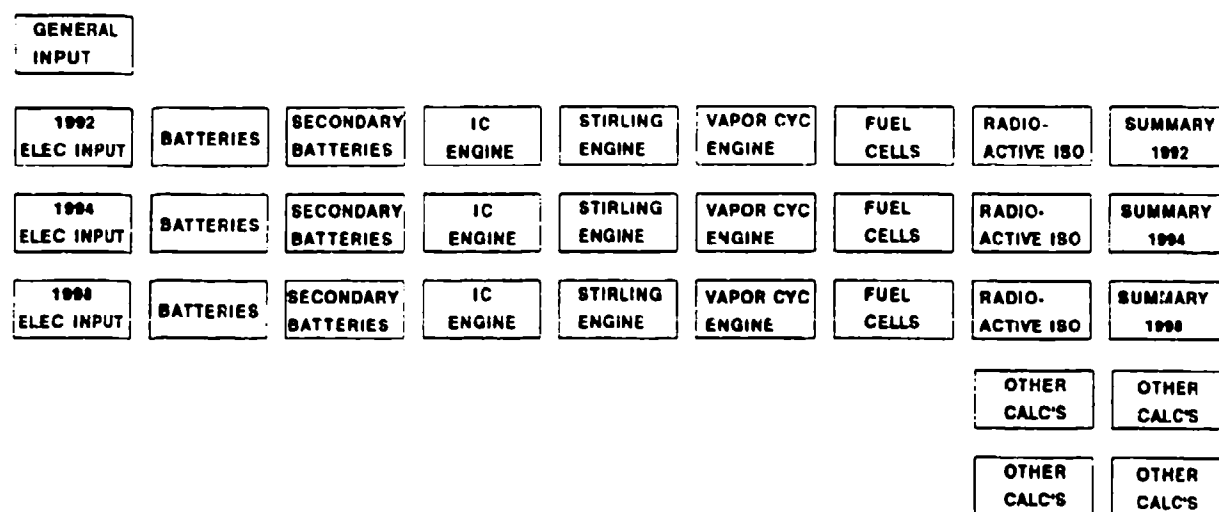 GENERAL
INPUT
1992
ELEC INPUT
BATTERIES
SECONDARY
BATTERIES
IC
ENGINE
STIRLING
ENGINE
VAPOR CYC
ENGINE
FUEL
CELLS
RADIO-
ACTIVE ISO
SUMMARY
1992
1994
ELEC INPUT
BATTERIES
SECONDARY
BATTERIES
IC
ENGINE
STIRLING
ENGINE
VAPOR CYC
ENGINE
FUEL
CELLS
RADIO-
ACTIVE ISO
SUMMARY
1994
1998
ELEC INPUT
BATTERIES
SECONDARY
BATTERIES
IC
ENGINE
STIRLING
ENGINE
VAPOR CYC
ENGINE
FUEL
CELLS
RADIO-
ACTIVE ISO
SUMMARY
1998
OTHER
CALC'S
OTHER
CALC'S
OTHER
CALC'S
OTHER
CALC'S